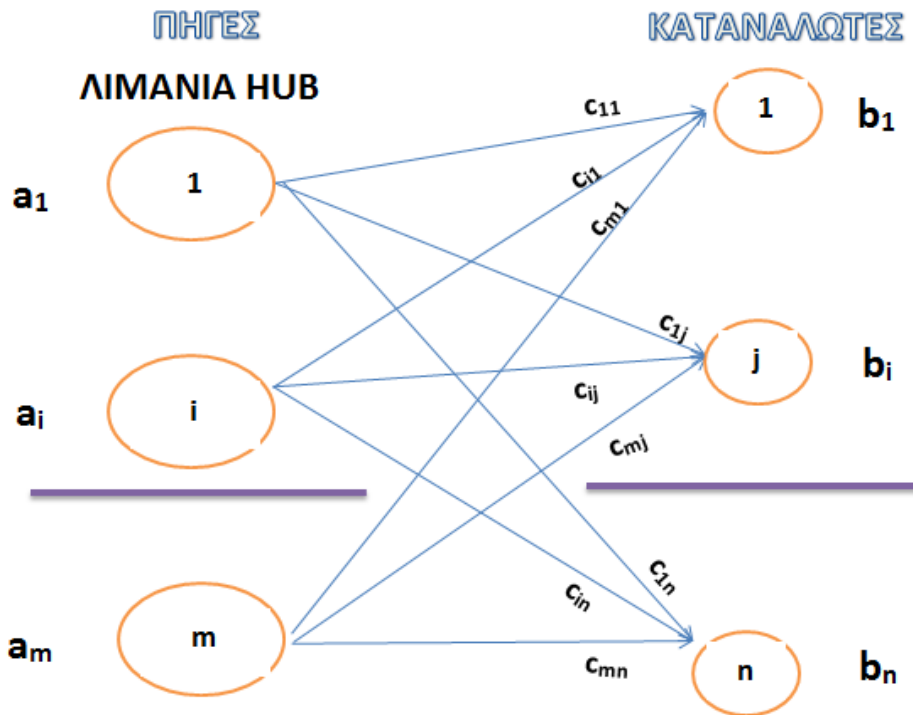 ΠΗΓΕΣ ΚΑΤΑΝΑΛΩΤΕΣ
ΛΙΜΑΝΙΑ HUB
c₁₁
1 b₁
a₁ 1
cᵢ₁
cₘ₁
c₁ⱼ
j bᵢ
aᵢ i
cᵢⱼ
cₘⱼ
c₁ₙ
cᵢₙ
aₘ m
cₘₙ
n bₙ